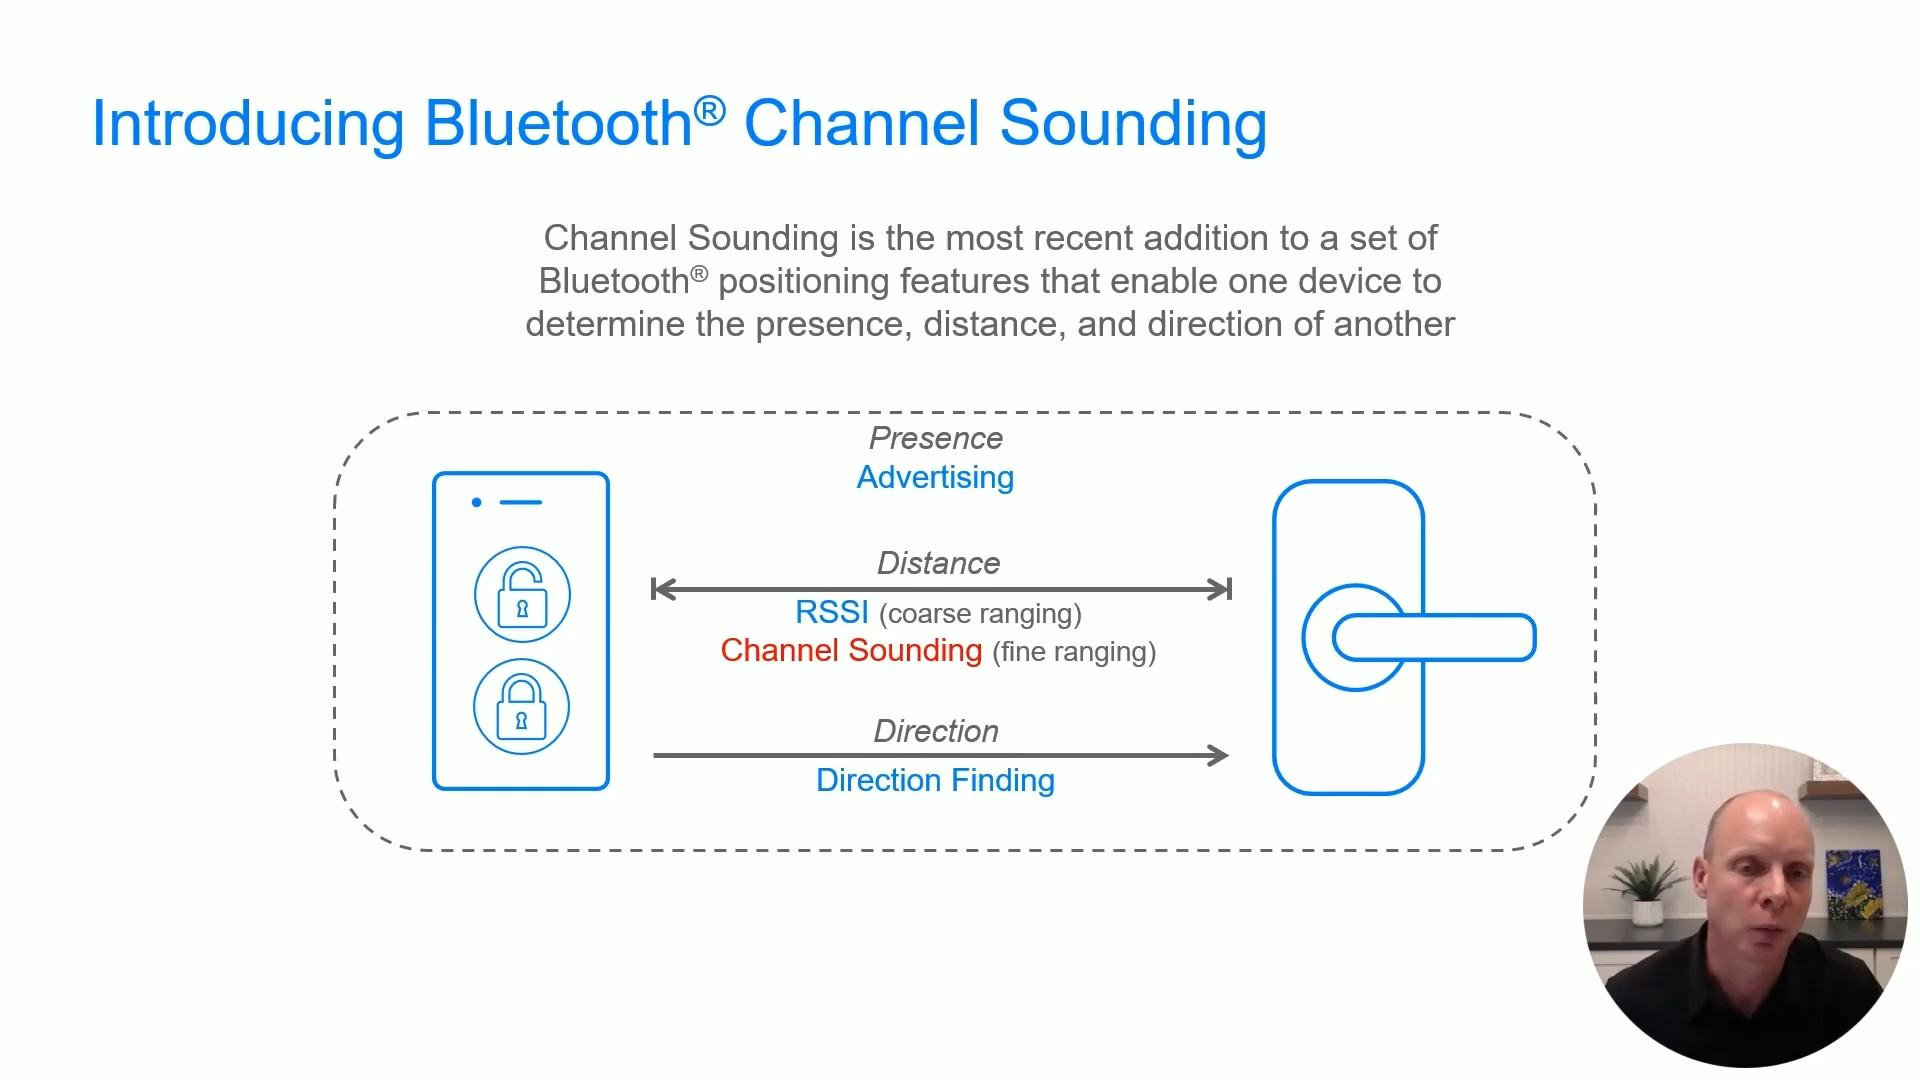 Introducing Bluetooth® Channel Sounding
Channel Sounding is the most recent addition to a set of
Bluetooth® positioning features that enable one device to
determine the presence, distance, and direction of another
Presence
Advertising
Distance
RSSI (coarse ranging)
Channel Sounding (fine ranging)
Direction
Direction Finding